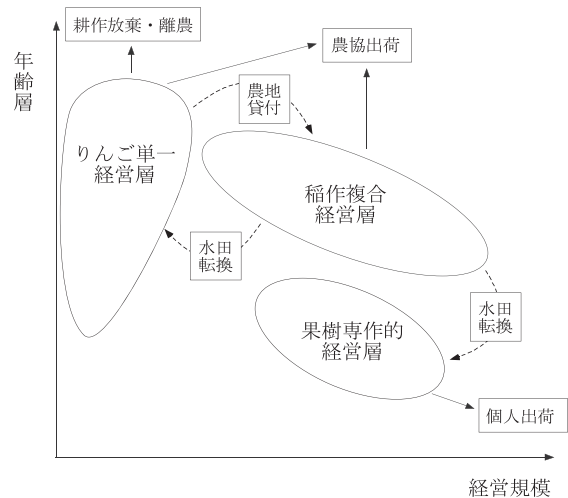 耕作放棄・離農
年齢層
農協出荷
農地
貸付
りんご単一
経営層
稲作複合
経営層
水田
転換
水田
転換
果樹専作的
経営層
個人出荷
経営規模